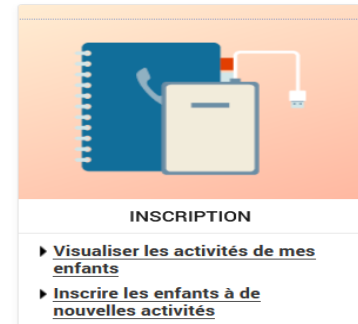 INSCRIPTION
Visualiser les activités de mes
enfants
Inscrire les enfants à de
nouvelles activités